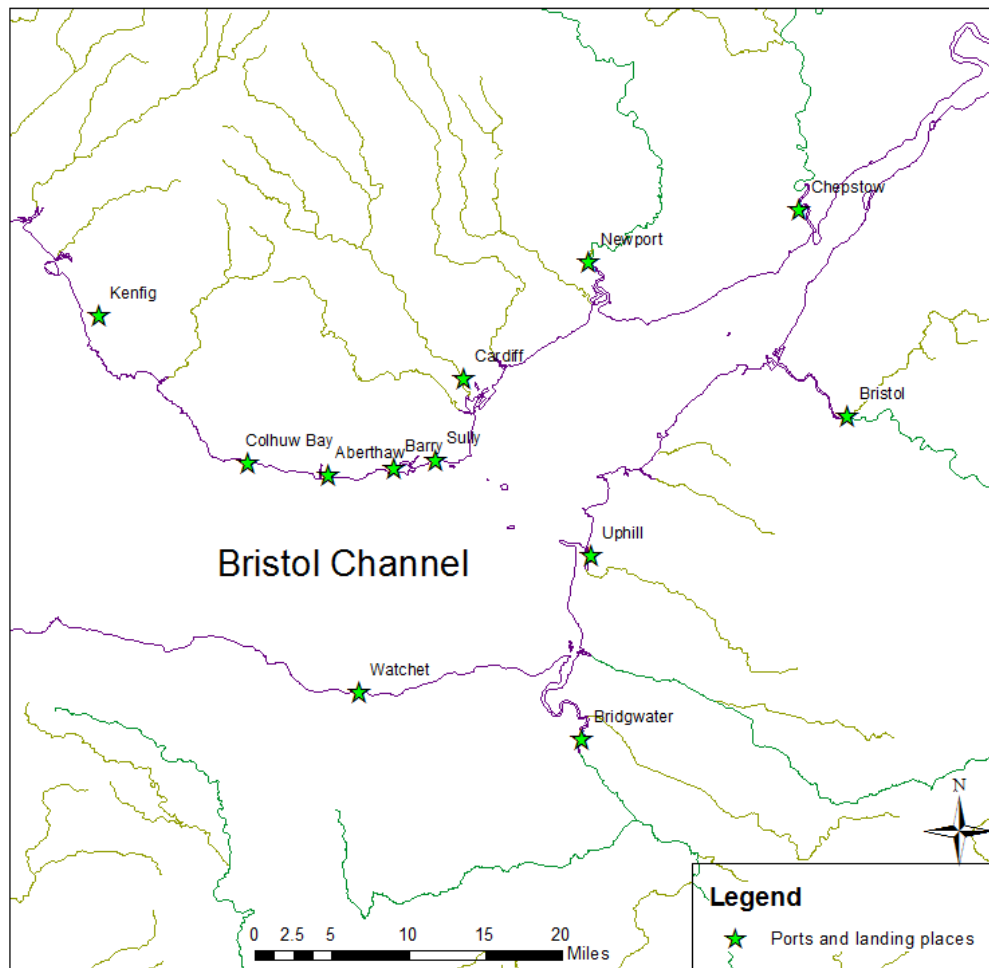 Chepstow
Newport
Kenfig
Cardiff
Bristol
Colhuw Bay
Aberthaw
Barry
Sully
Uphill
Bristol Channel
Watchet
Bridgwater
N
Legend
Ports and landing places
0 2.5 5 10 15 20
Miles